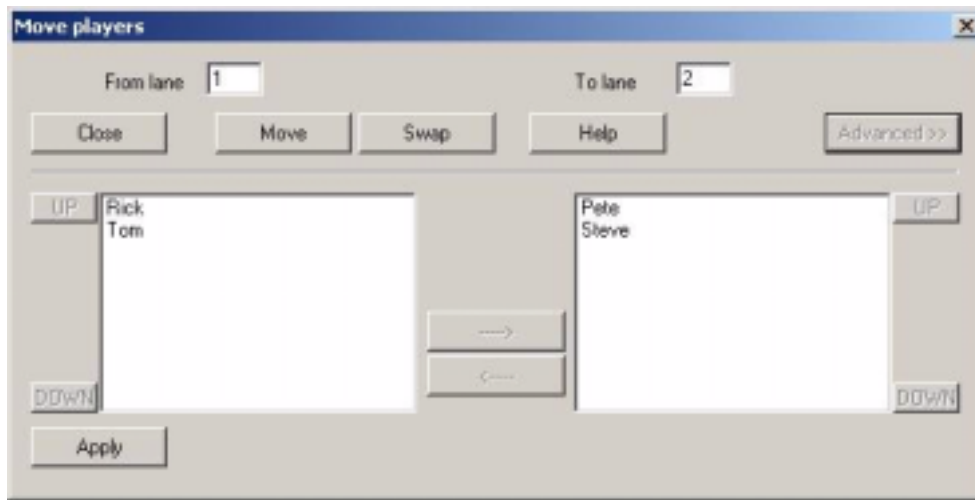 Move players
From lane 1 To lane 2
Close Move Swap Help Advanced >>
UP Rick Pete UP
Tom Steve
---->
<----
DOWN DOWN
Apply